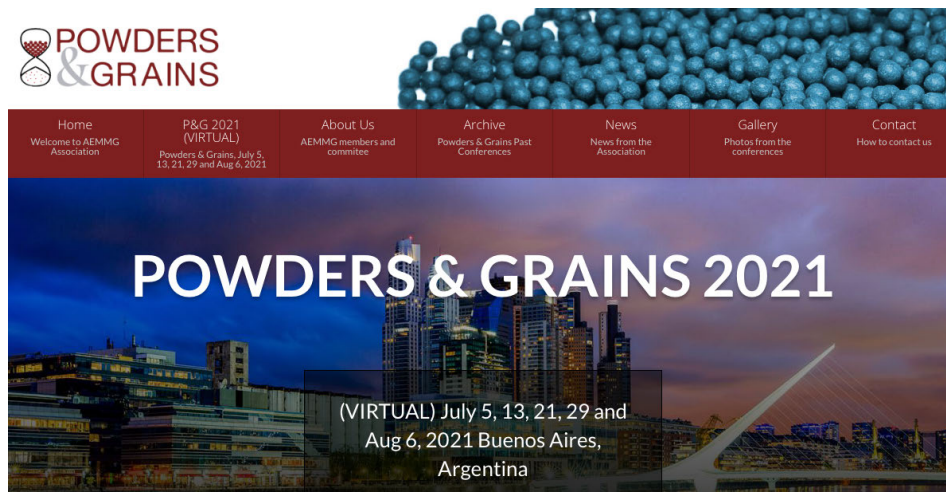 POWDERS
&GRAINS
Home
Welcome to AEMMG
Association
P&G 2021
(VIRTUAL)
Powders & Grains, July 5,
13, 21, 29 and Aug 6, 2021
About Us
AEMMG members and
commitee
Archive
Powders & Grains Past
Conferences
News
News from the
Association
Gallery
Photos from the
conferences
Contact
How to contact us
POWDERS & GRAINS 2021
(VIRTUAL) July 5, 13, 21, 29 and
Aug 6, 2021 Buenos Aires,
Argentina